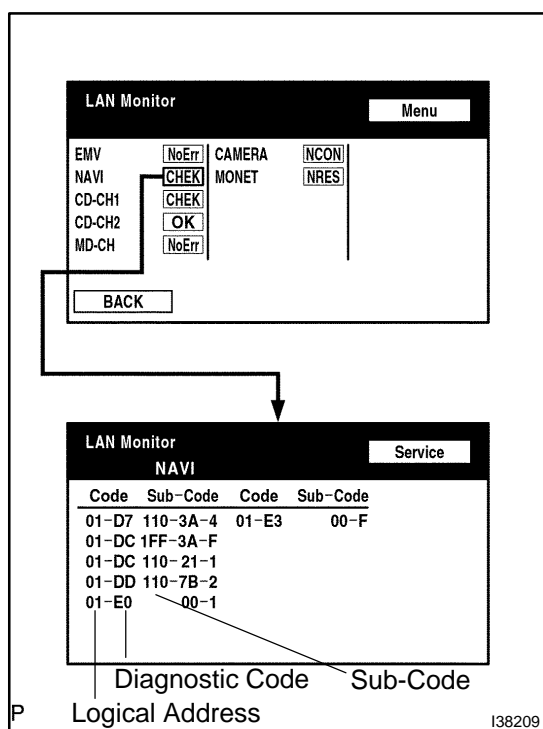 LAN Monitor
Menu
EMV NoErr CAMERA NCON
NAVI CHEK MONET NRES
CD-CH1 CHEK
CD-CH2 OK
MD-CH NoErr
BACK
LAN Monitor
NAVI
Service
Code Sub-Code Code Sub-Code
01-D7 110-3A-4 01-E3 00-F
01-DC 1FF-3A-F
01-DC 110-21-1
01-DD 110-7B-2
01-E0 00-1
Diagnostic Code Sub-Code
P Logical Address
I38209